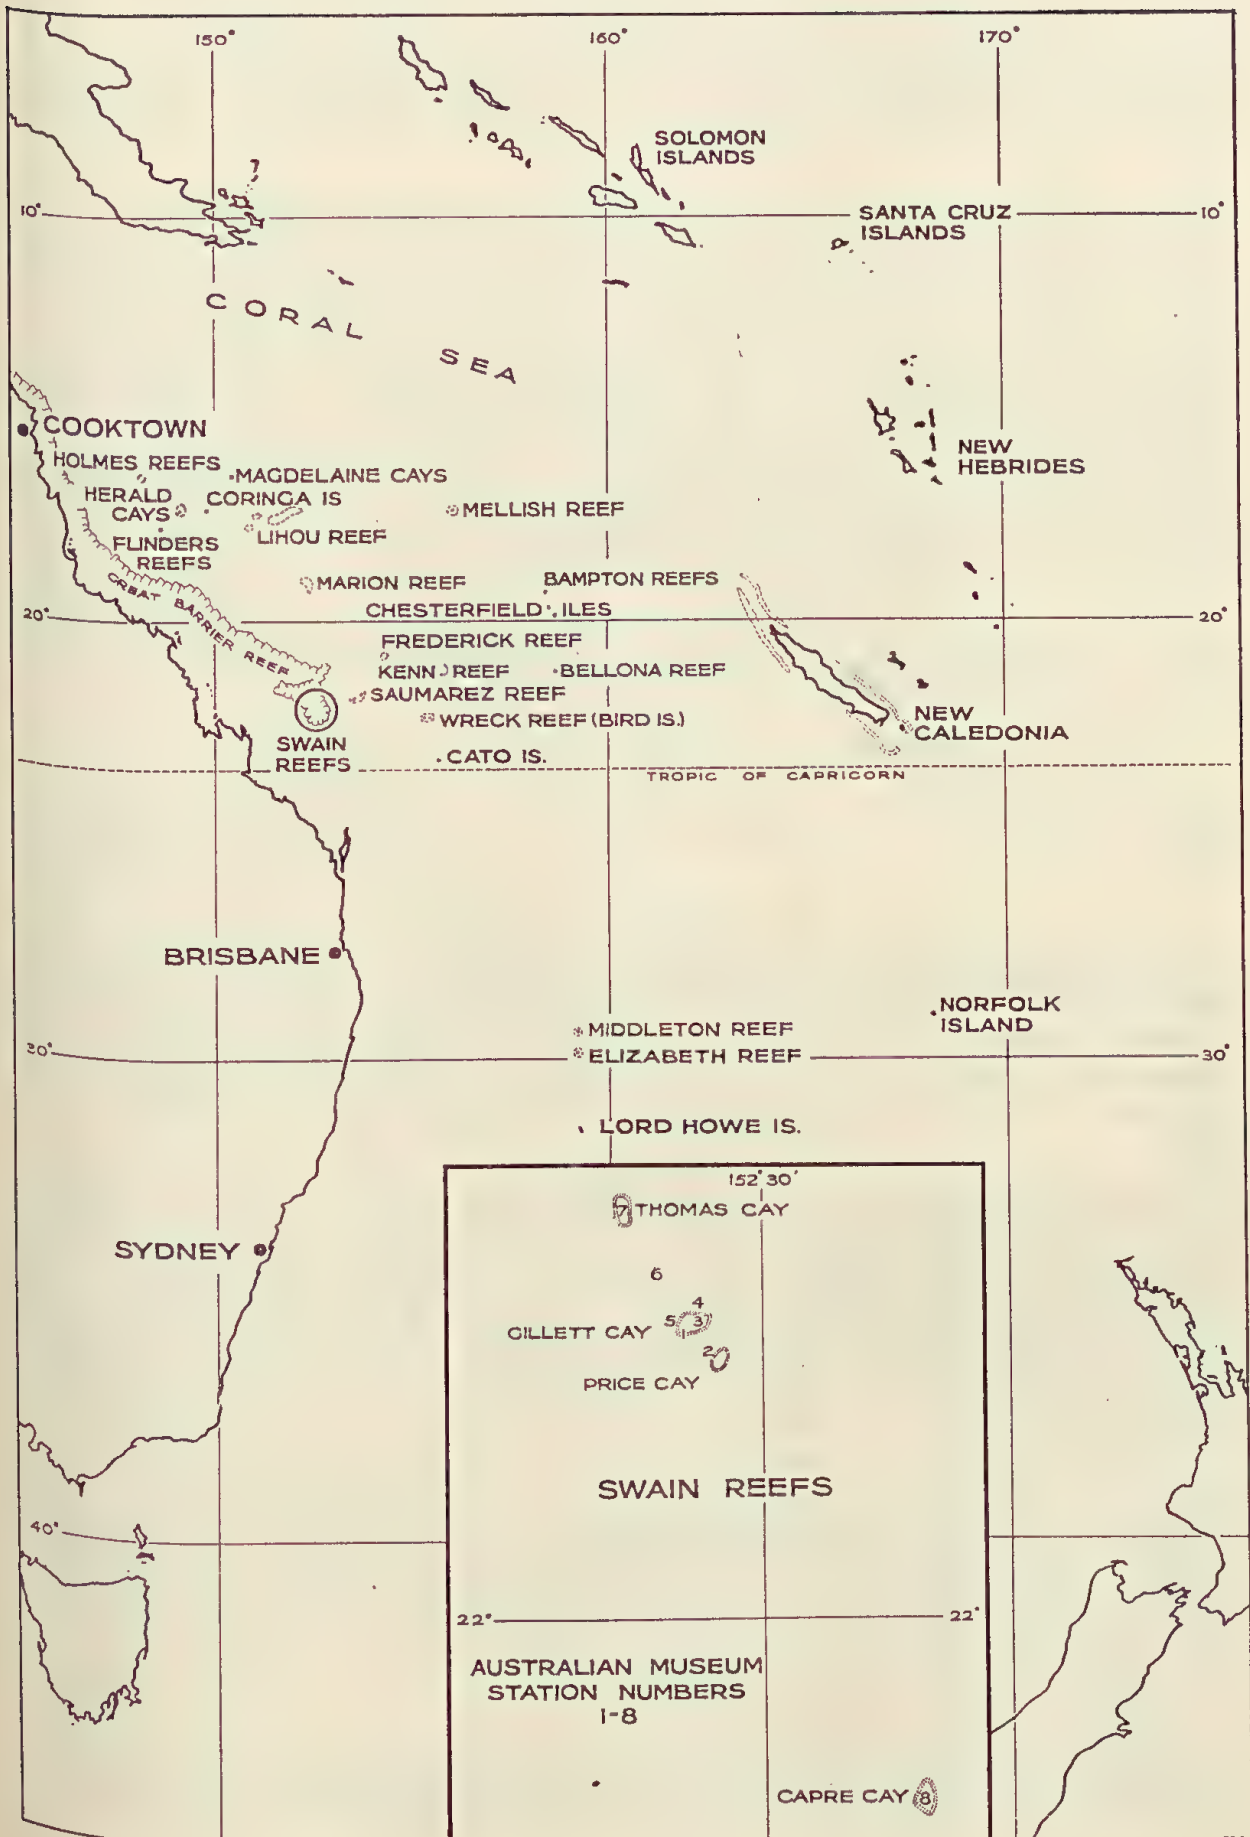 150°
160°
170°
SOLOMON
ISLANDS
10°
SANTA CRUZ
ISLANDS
10°
CORAL SEA
COOKTOWN
NEW
HEBRIDES
HOLMES REEFS
MAGDELAINE CAYS
HERALD
CAYS
CORINGA IS
MELLISH REEF
LIHOU REEF
FLINDERS
REEFS
GREAT BARRIER REEF
MARION REEF
BAMPTON REEFS
CHESTERFIELD ILES
20°
20°
FREDERICK REEF
KENN REEF
BELLONA REEF
SAUMAREZ REEF
WRECK REEF (BIRD IS.)
NEW
CALEDONIA
SWAIN
REEFS
CATO IS.
TROPIC OF CAPRICORN
BRISBANE
NORFOLK
ISLAND
MIDDLETON REEF
30°
ELIZABETH REEF
30°
LORD HOWE IS.
152°30'
7 THOMAS CAY
SYDNEY
6
4
5 3
GILLETT CAY
1
2
PRICE CAY
SWAIN REEFS
40°
22°
22°
AUSTRALIAN MUSEUM
STATION NUMBERS
1-8
CAPRE CAY 8